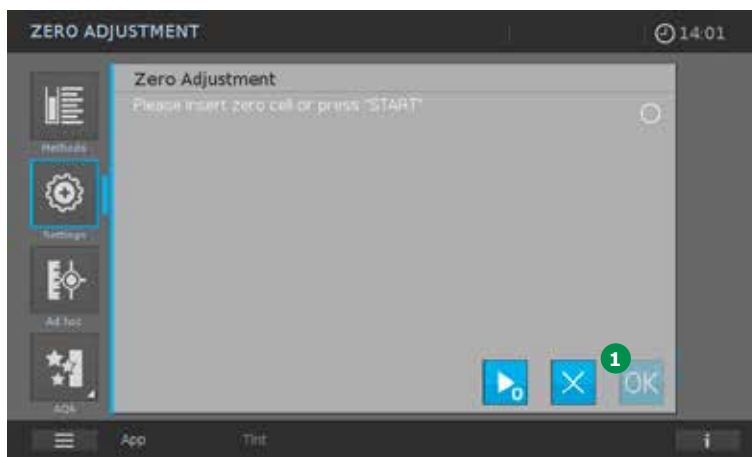 ZERO ADJUSTMENT
14:01
Zero Adjustment
Please insert zero cell or press "START"
Methods
Settings
Ad hoc
AQA
0
1
OK
App
Tint
i